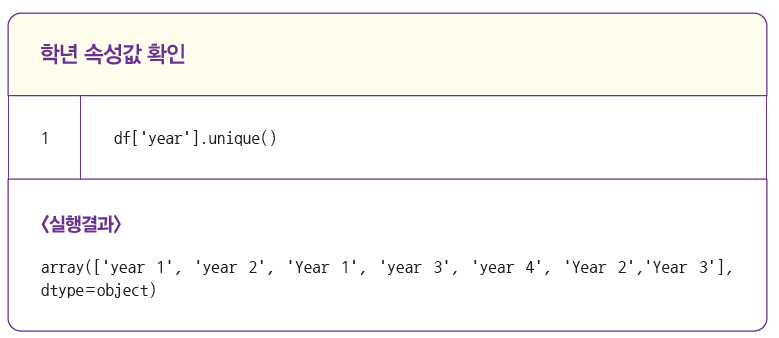 학년 속성값 확인
1 df['year'].unique()
<실행결과>
array(['year 1', 'year 2', 'Year 1', 'year 3', 'year 4', 'Year 2','Year 3'],
dtype=object)